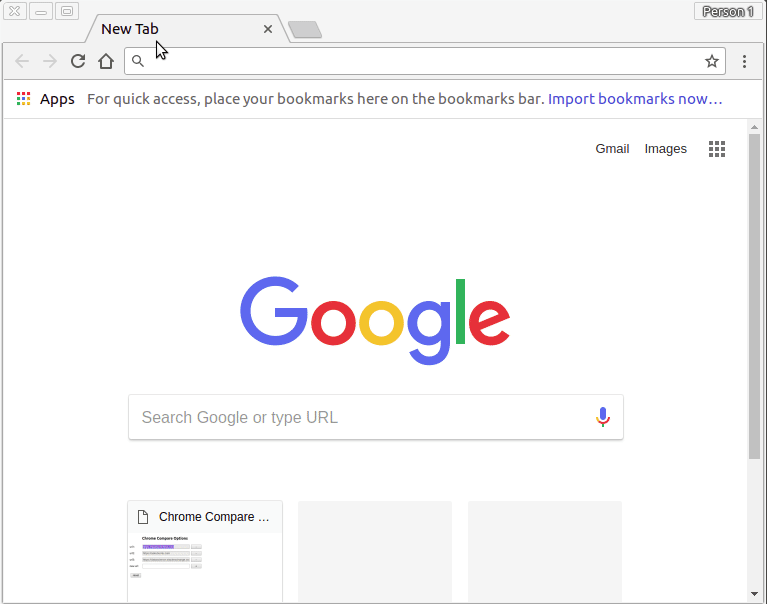 Person 1
New Tab
Apps For quick access, place your bookmarks here on the bookmarks bar. Import bookmarks now…
Gmail Images
Google
Search Google or type URL
Chrome Compare ...
Chrome Compare Options